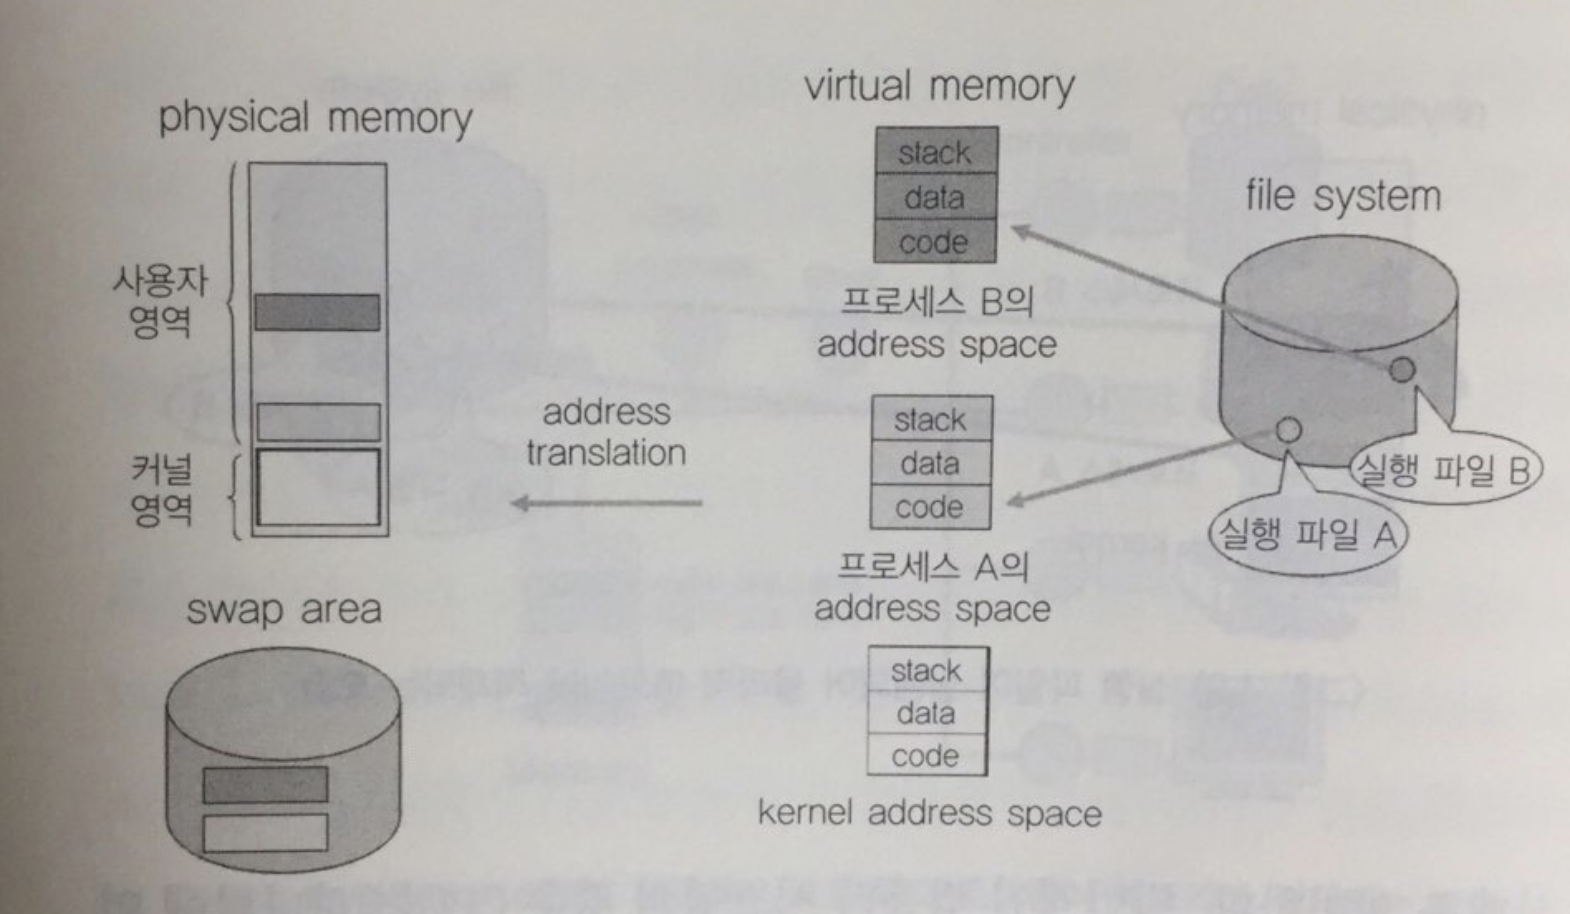 physical memory
사용자
영역
커널
영역
swap area
address
translation
virtual memory
stack
data
code
프로세스 B의
address space
stack
data
code
프로세스 A의
address space
stack
data
code
kernel address space
file system
실행 파일 B
실행 파일 A